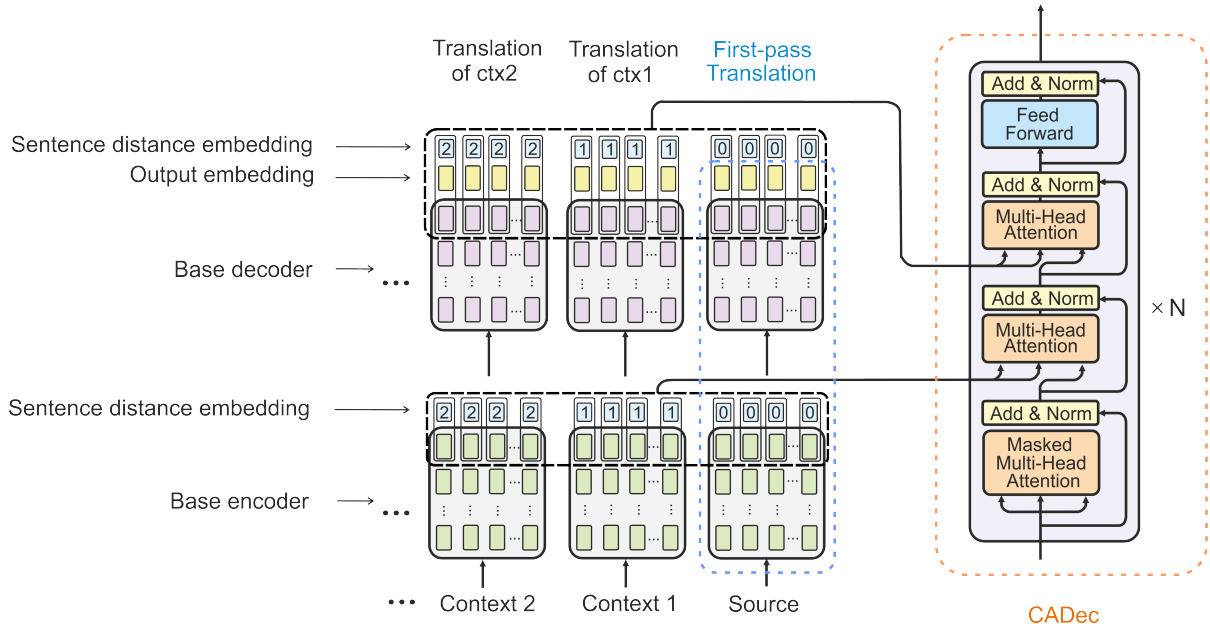 Translation of ctx2
Translation of ctx1
First-pass Translation
Sentence distance embedding
2 2 2 2 1 1 1 1 0 0 0 0
Output embedding
...
...
Base decoder
...
Sentence distance embedding
2 2 2 2 1 1 1 1 0 0 0 0
Base encoder
...
... Context 2
Context 1
Source
Add & Norm
Feed
Forward
Add & Norm
Multi-Head
Attention
Add & Norm
Multi-Head
Attention
Add & Norm
Masked
Multi-Head
Attention
× N
CADec